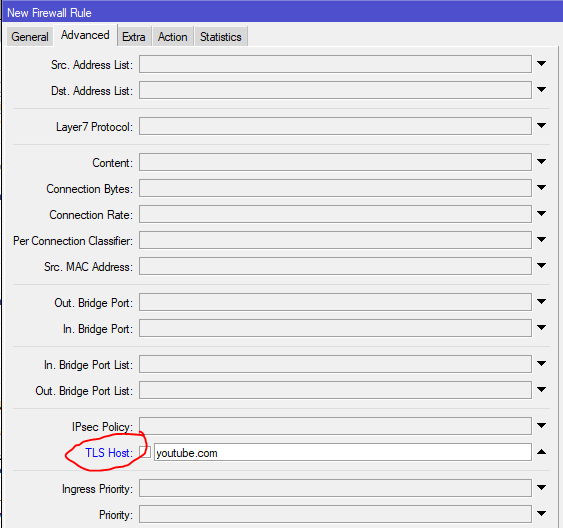 New Firewall Rule
General Advanced Extra Action Statistics
Src. Address List:
Dst. Address List:
Layer7 Protocol:
Content:
Connection Bytes:
Connection Rate:
Per Connection Classifier:
Src. MAC Address:
Out. Bridge Port:
In. Bridge Port:
In. Bridge Port List:
Out. Bridge Port List:
IPsec Policy:
TLS Host: youtube.com
Ingress Priority:
Priority: